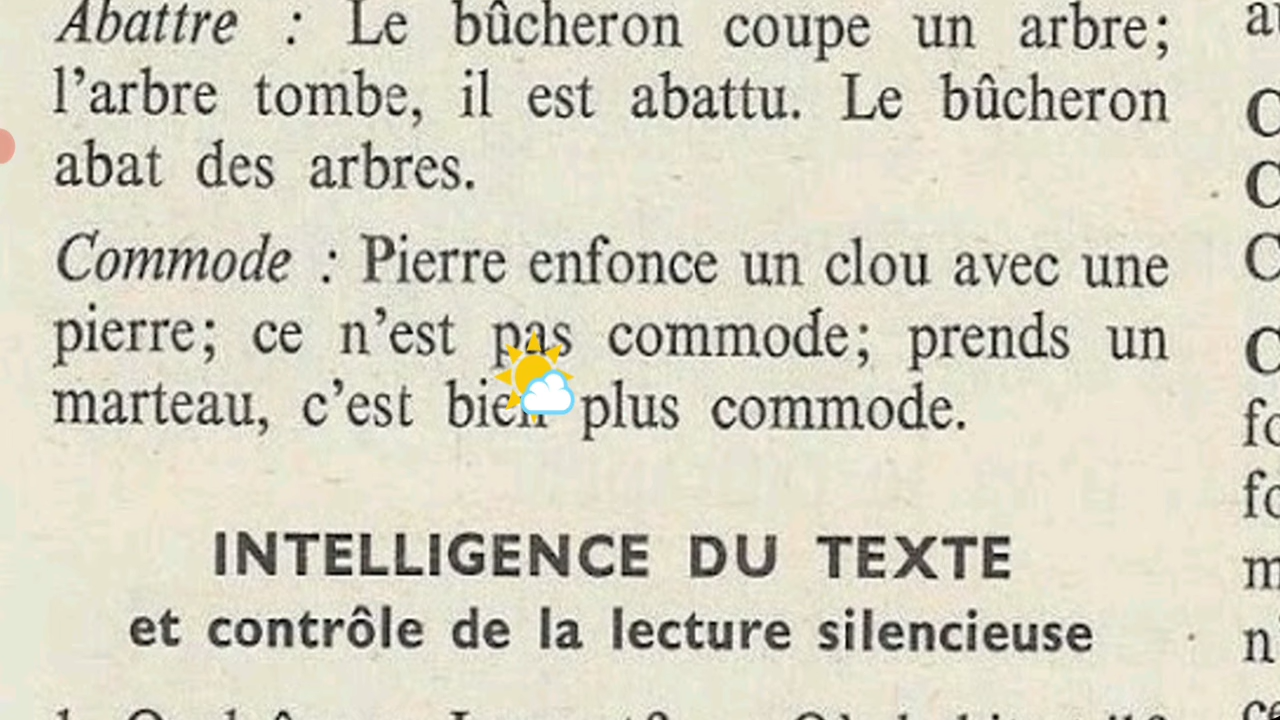 Abattre : Le bûcheron coupe un arbre;
l'arbre tombe, il est abattu. Le bûcheron
abat des arbres.
Commode : Pierre enfonce un clou avec une
pierre; ce n'est pas commode; prends un
marteau, c'est bien plus commode.
INTELLIGENCE DU TEXTE
et contrôle de la lecture silencieuse